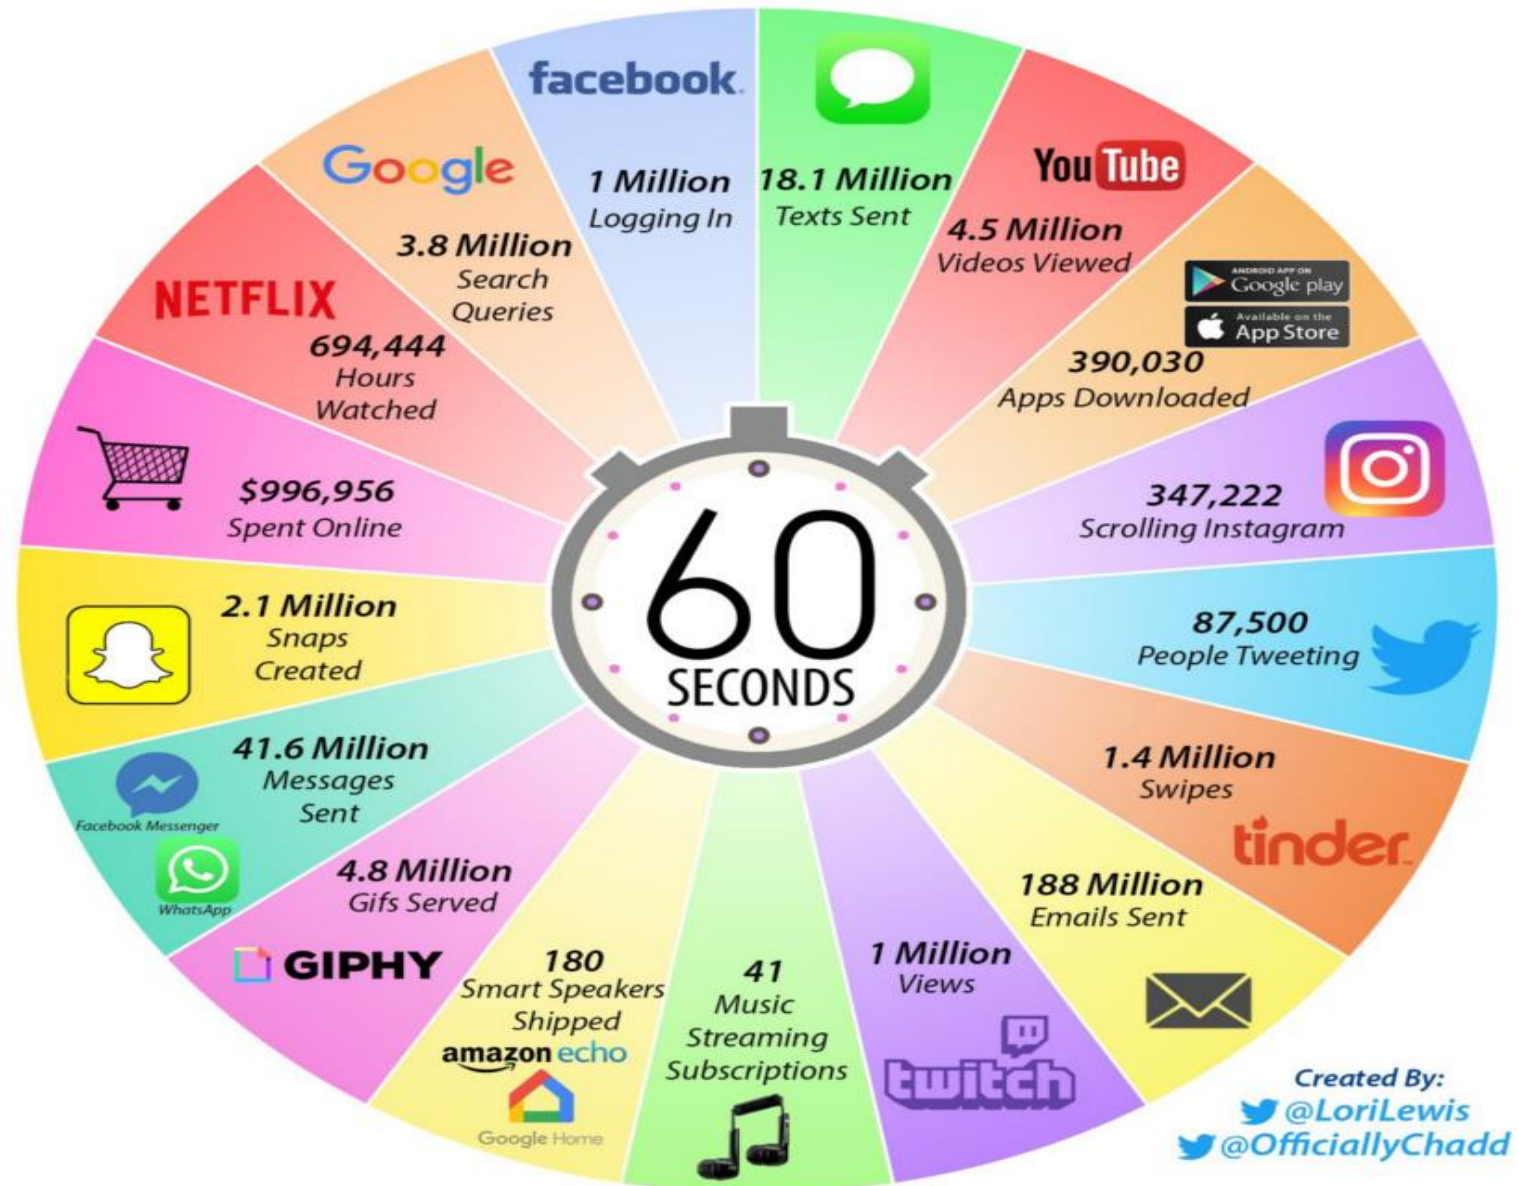 facebook
1 Million
Logging In
18.1 Million
Texts Sent
YouTube
4.5 Million
Videos Viewed
ANDROID APP ON
Google play
Available on the
App Store
390,030
Apps Downloaded
347,222
Scrolling Instagram
87,500
People Tweeting
1.4 Million
Swipes
tinder
188 Million
Emails Sent
1 Million
Views
twitch
41
Music
Streaming
Subscriptions
180
Smart Speakers
Shipped
amazon echo
Google Home
4.8 Million
Gifs Served
GIPHY
41.6 Million
Messages
Sent
Facebook Messenger
WhatsApp
2.1 Million
Snaps
Created
$996,956
Spent Online
NETFLIX
694,444
Hours
Watched
Google
3.8 Million
Search
Queries
60
SECONDS
Created By:
@LoriLewis
@OfficiallyChadd